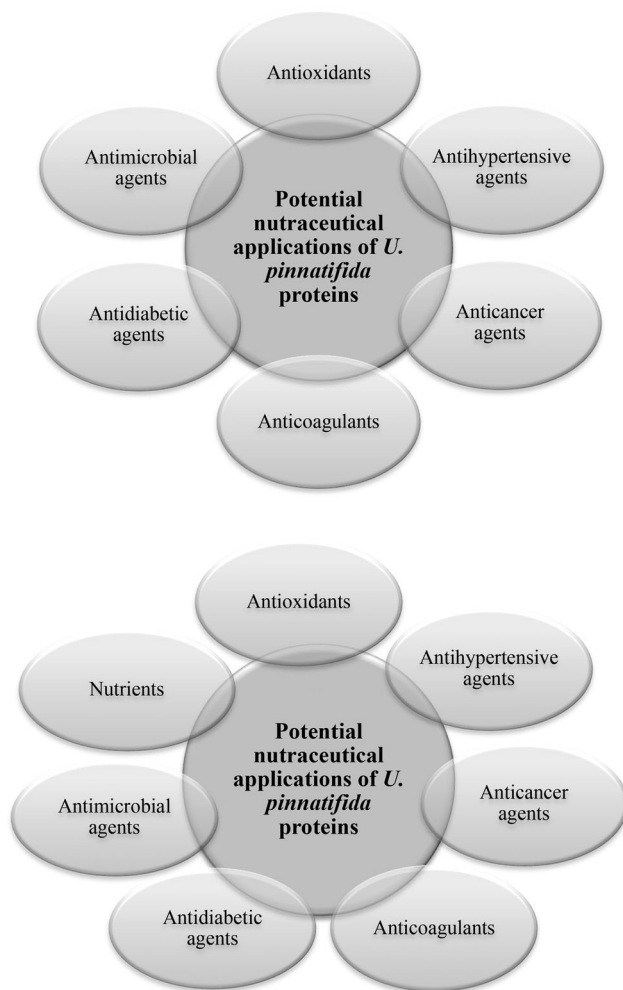 Antioxidants
Antimicrobial
agents
Antihypertensive
agents
Potential
nutraceutical
applications of U.
pinnatifida
proteins
Antidiabetic
agents
Anticancer
agents
Anticoagulants
Antioxidants
Nutrients
Antihypertensive
agents
Potential
nutraceutical
applications of U.
pinnatifida
proteins
Antimicrobial
agents
Anticancer
agents
Antidiabetic
agents
Anticoagulants